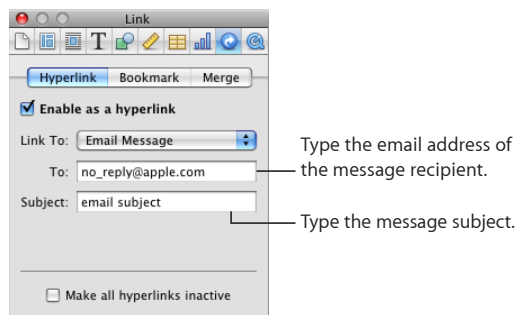 Link
T
Hyperlink Bookmark Merge
Enable as a hyperlink
Link To: Email Message
To: no_reply@apple.com
Subject: email subject
Make all hyperlinks inactive
Type the email address of
the message recipient.
Type the message subject.